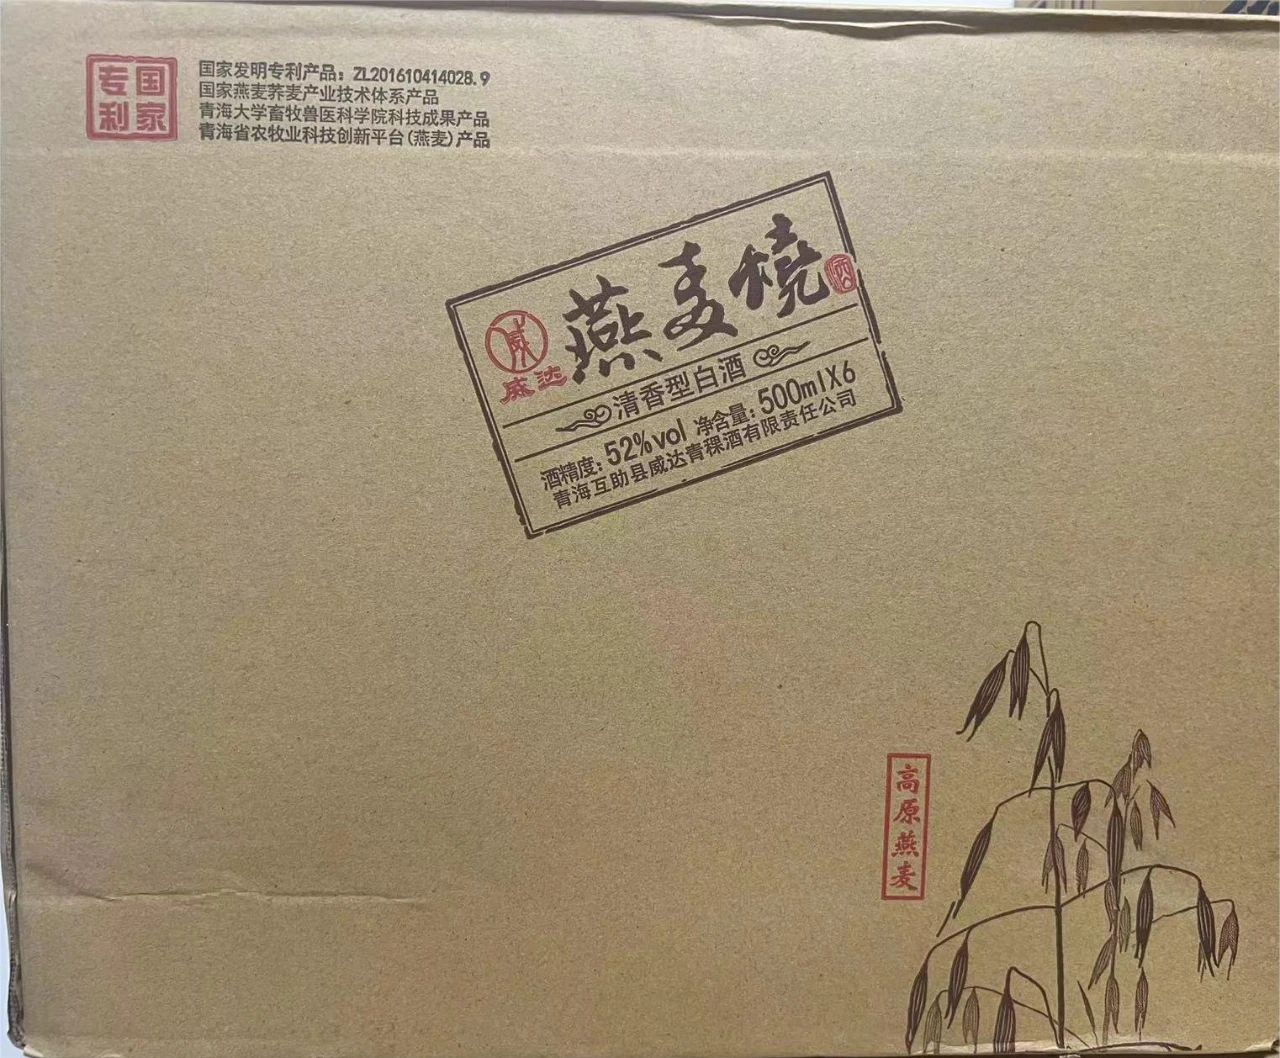 国家
专利
国家发明专利产品：ZL201610414028.9
国家燕麦荞麦产业技术体系产品
青海大学畜牧兽医科学院科技成果产品
青海省农牧业科技创新平台(燕麦)产品
威
威达
燕麦燒
酒
清香型白酒
酒精度：52%vol 净含量：500mlX6
青海互助县威达青稞酒有限责任公司
高原燕麦